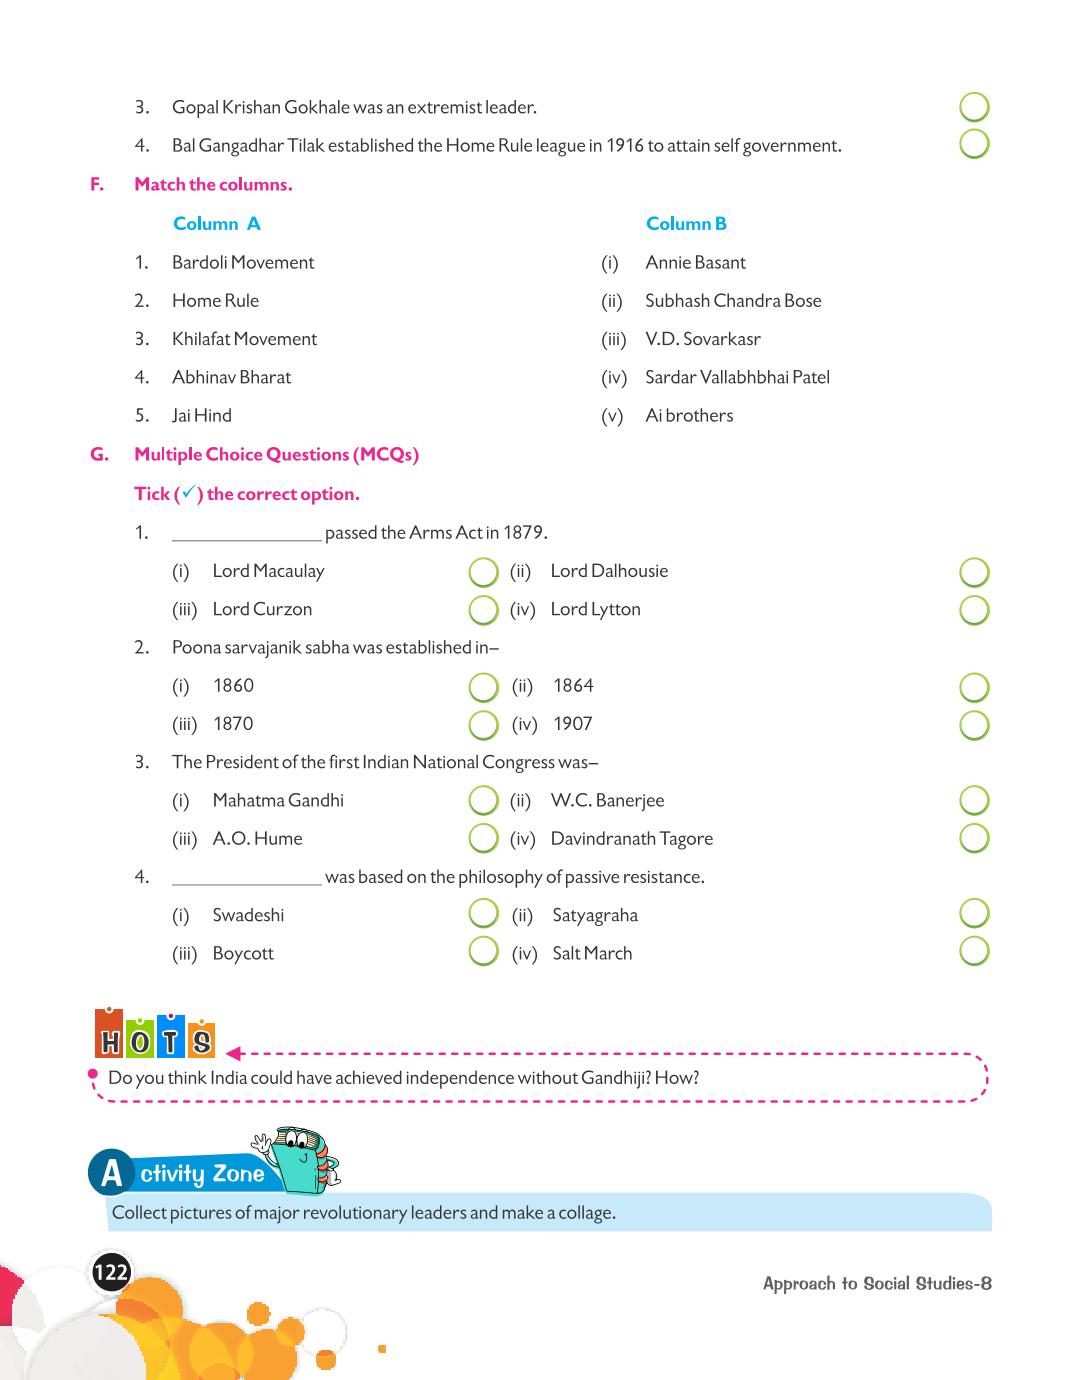 3. Gopal Krishan Gokhale was an extremist leader.
4. Bal Gangadhar Tilak established the Home Rule league in 1916 to attain self government.
F. Match the columns.
Column A Column B
1. Bardoli Movement (i) Annie Basant
2. Home Rule (ii) Subhash Chandra Bose
3. Khilafat Movement (iii) V.D. Sovarkasr
4. Abhinav Bharat (iv) Sardar Vallabhbhai Patel
5. Jai Hind (v) Ai brothers
G. Multiple Choice Questions (MCQs)
Tick (✓) the correct option.
1. ________________ passed the Arms Act in 1879.
(i) Lord Macaulay (ii) Lord Dalhousie
(iii) Lord Curzon (iv) Lord Lytton
2. Poona sarvajanik sabha was established in–
(i) 1860 (ii) 1864
(iii) 1870 (iv) 1907
3. The President of the first Indian National Congress was–
(i) Mahatma Gandhi (ii) W.C. Banerjee
(iii) A.O. Hume (iv) Davindranath Tagore
4. ________________ was based on the philosophy of passive resistance.
(i) Swadeshi (ii) Satyagraha
(iii) Boycott (iv) Salt March
HOTS
Do you think India could have achieved independence without Gandhiji? How?
Activity Zone
Collect pictures of major revolutionary leaders and make a collage.
122
Approach to Social Studies-8